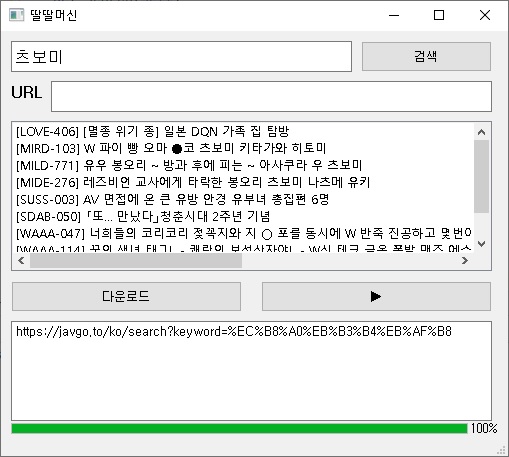 딸딸머신
츠보미
검색
URL
[LOVE-406] [멸종 위기 종] 일본 DQN 가족 집 탐방
[MIRD-103] W 파이 빵 오마 ●코 츠보미 키타가와 히토미
[MILD-771] 유우 봉오리 ~ 방과 후에 피는 ~ 아사쿠라 우 츠보미
[MIDE-276] 레즈비언 교사에게 타락한 봉오리 츠보미 나츠메 유키
[SUSS-003] AV 면접에 온 큰 유방 안경 유부녀 총집편 6명
[SDAB-050] 「또... 만났다」청춘시대 2주년 기념
[WAAA-047] 너희들의 코리코리 젖꼭지와 지 ○ 포를 동시에 W 반죽 진공하고 몇번이
[WAAA-114]
다운로드
▶
https://javgo.to/ko/search?keyword=%EC%B8%A0%EB%B3%B4%EB%AF%B8
100%